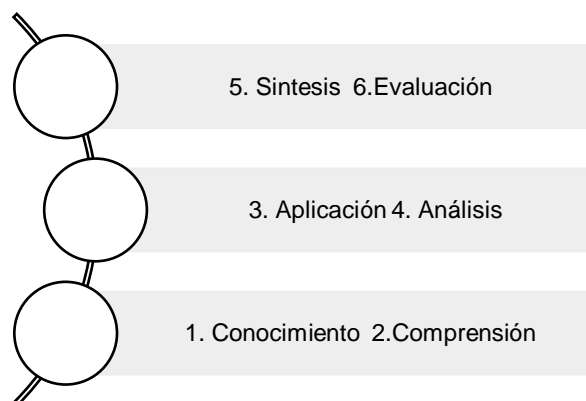 5. Sintesis 6.Evaluación
3. Aplicación 4. Análisis
1. Conocimiento 2.Comprensión